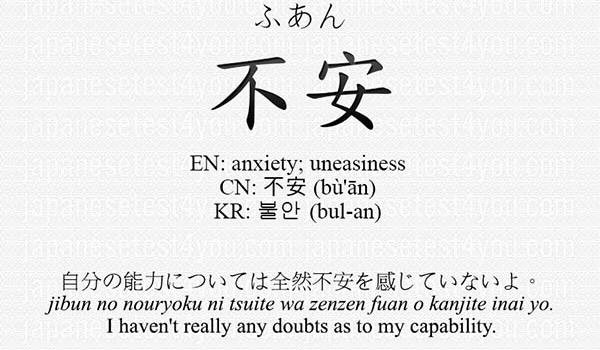 ふあん
不安
EN: anxiety; uneasiness
CN: 不安 (bù'ān)
KR: 불안 (bul-an)
自分の能力については全然不安を感じていないよ。
jibun no nouryoku ni tsuite wa zenzen fuan o kanjite inai yo.
I haven't really any doubts as to my capability.
japanesetest4you.com